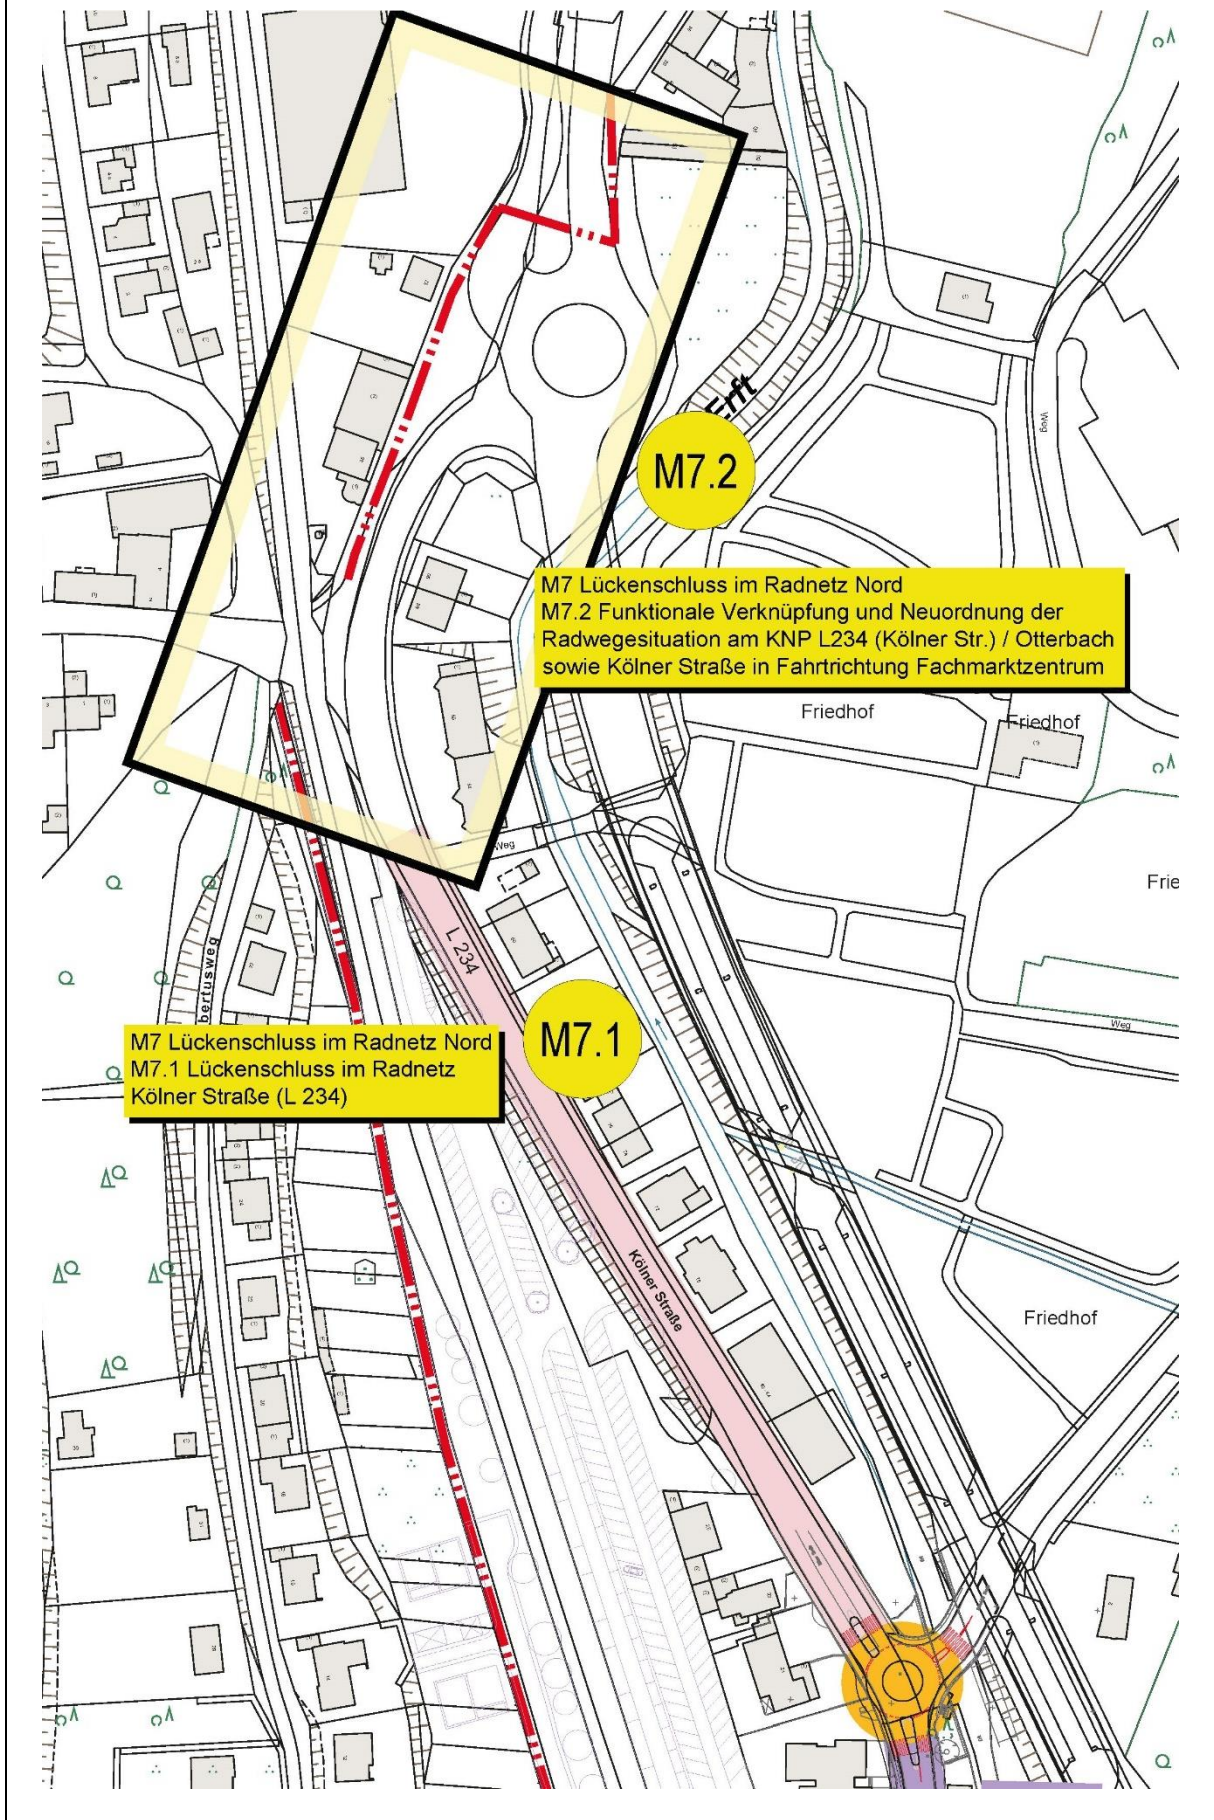 Erft
M7.2
M7 Lückenschluss im Radnetz Nord
M7.2 Funktionale Verknüpfung und Neuordnung der
Radwegesituation am KNP L234 (Kölner Str.) / Otterbach
sowie Kölner Straße in Fahrtrichtung Fachmarktzentrum
Weg
Friedhof
Friedhof
Weg
Frie
L 234
bertusweg
M7.1
M7 Lückenschluss im Radnetz Nord
M7.1 Lückenschluss im Radnetz
Kölner Straße (L 234)
Weg
Kölner Straße
Friedhof